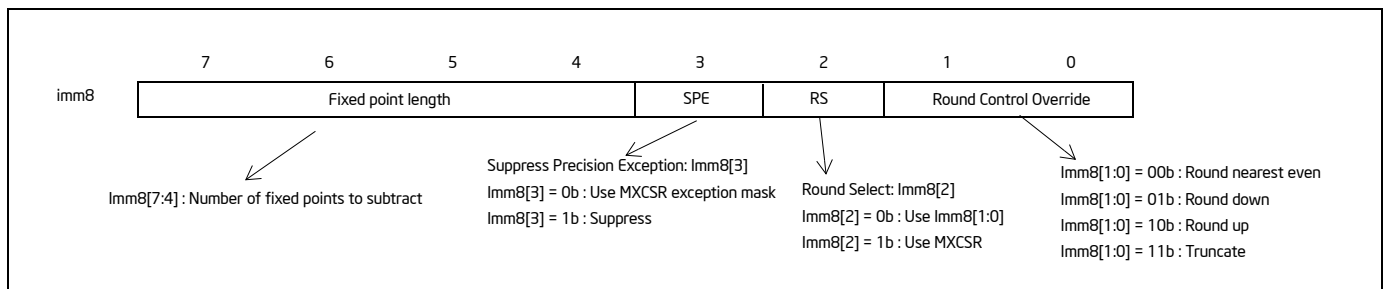 7 6 5 4 3 2 1 0
imm8 Fixed point length SPE RS Round Control Override
Imm8[7:4] : Number of fixed points to subtract
Suppress Precision Exception: Imm8[3]
Imm8[3] = 0b : Use MXCSR exception mask
Imm8[3] = 1b : Suppress
Round Select: Imm8[2]
Imm8[2] = 0b : Use Imm8[1:0]
Imm8[2] = 1b : Use MXCSR
Imm8[1:0] = 00b : Round nearest even
Imm8[1:0] = 01b : Round down
Imm8[1:0] = 10b : Round up
Imm8[1:0] = 11b : Truncate